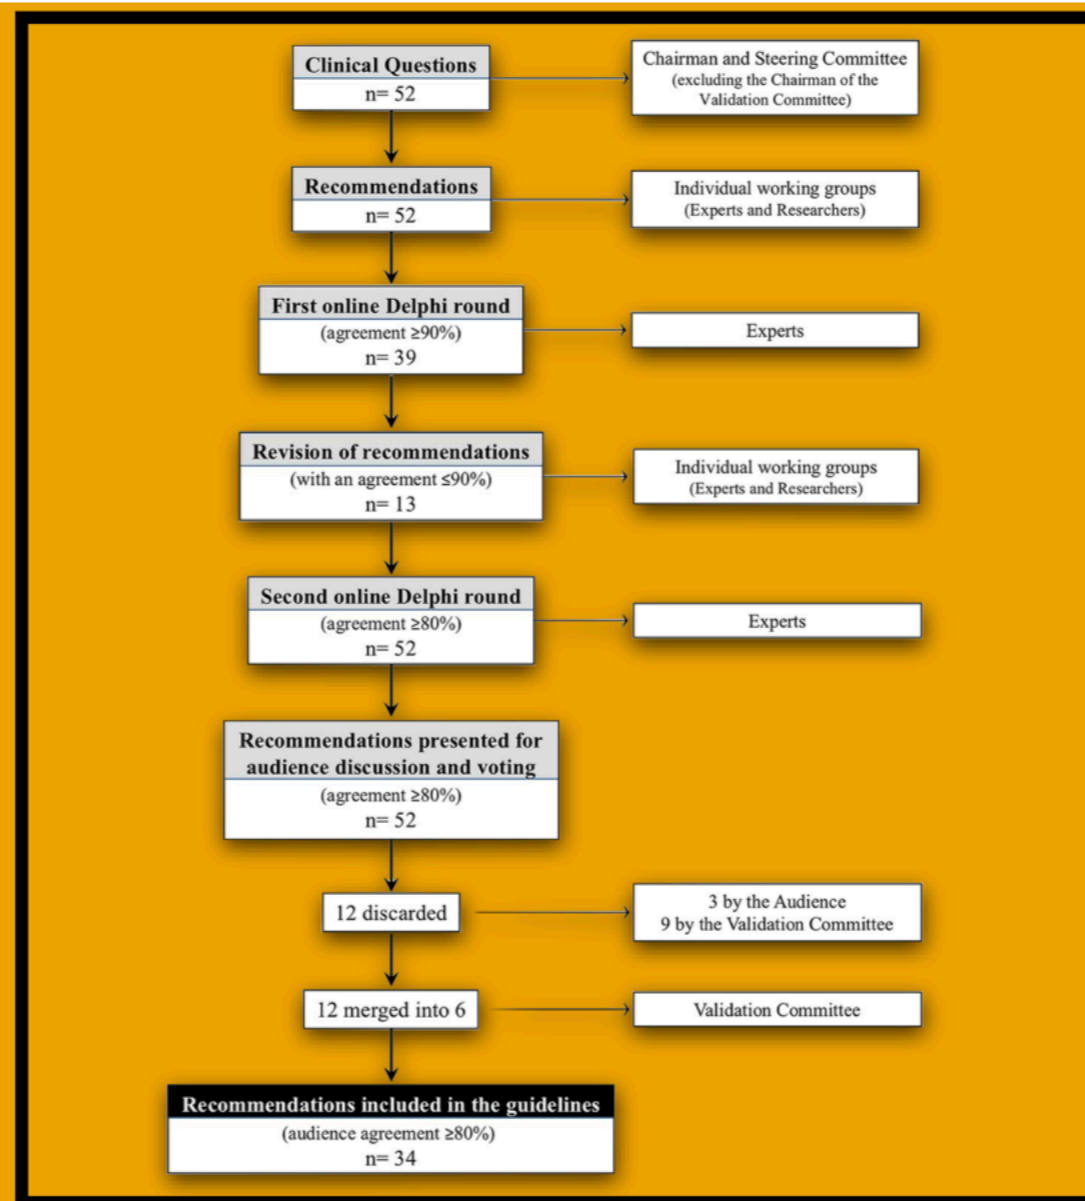 Clinical Questions
n= 52
Chairman and Steering Committee
(excluding the Chairman of the
Validation Committee)
Recommendations
n= 52
Individual working groups
(Experts and Researchers)
First online Delphi round
(agreement ≥90%)
n= 39
Experts
Revision of recommendations
(with an agreement ≤90%)
n= 13
Individual working groups
(Experts and Researchers)
Second online Delphi round
(agreement ≥80%)
n= 52
Experts
Recommendations presented for
audience discussion and voting
(agreement ≥80%)
n= 52
12 discarded
3 by the Audience
9 by the Validation Committee
12 merged into 6
Validation Committee
Recommendations included in the guidelines
(audience agreement ≥80%)
n= 34